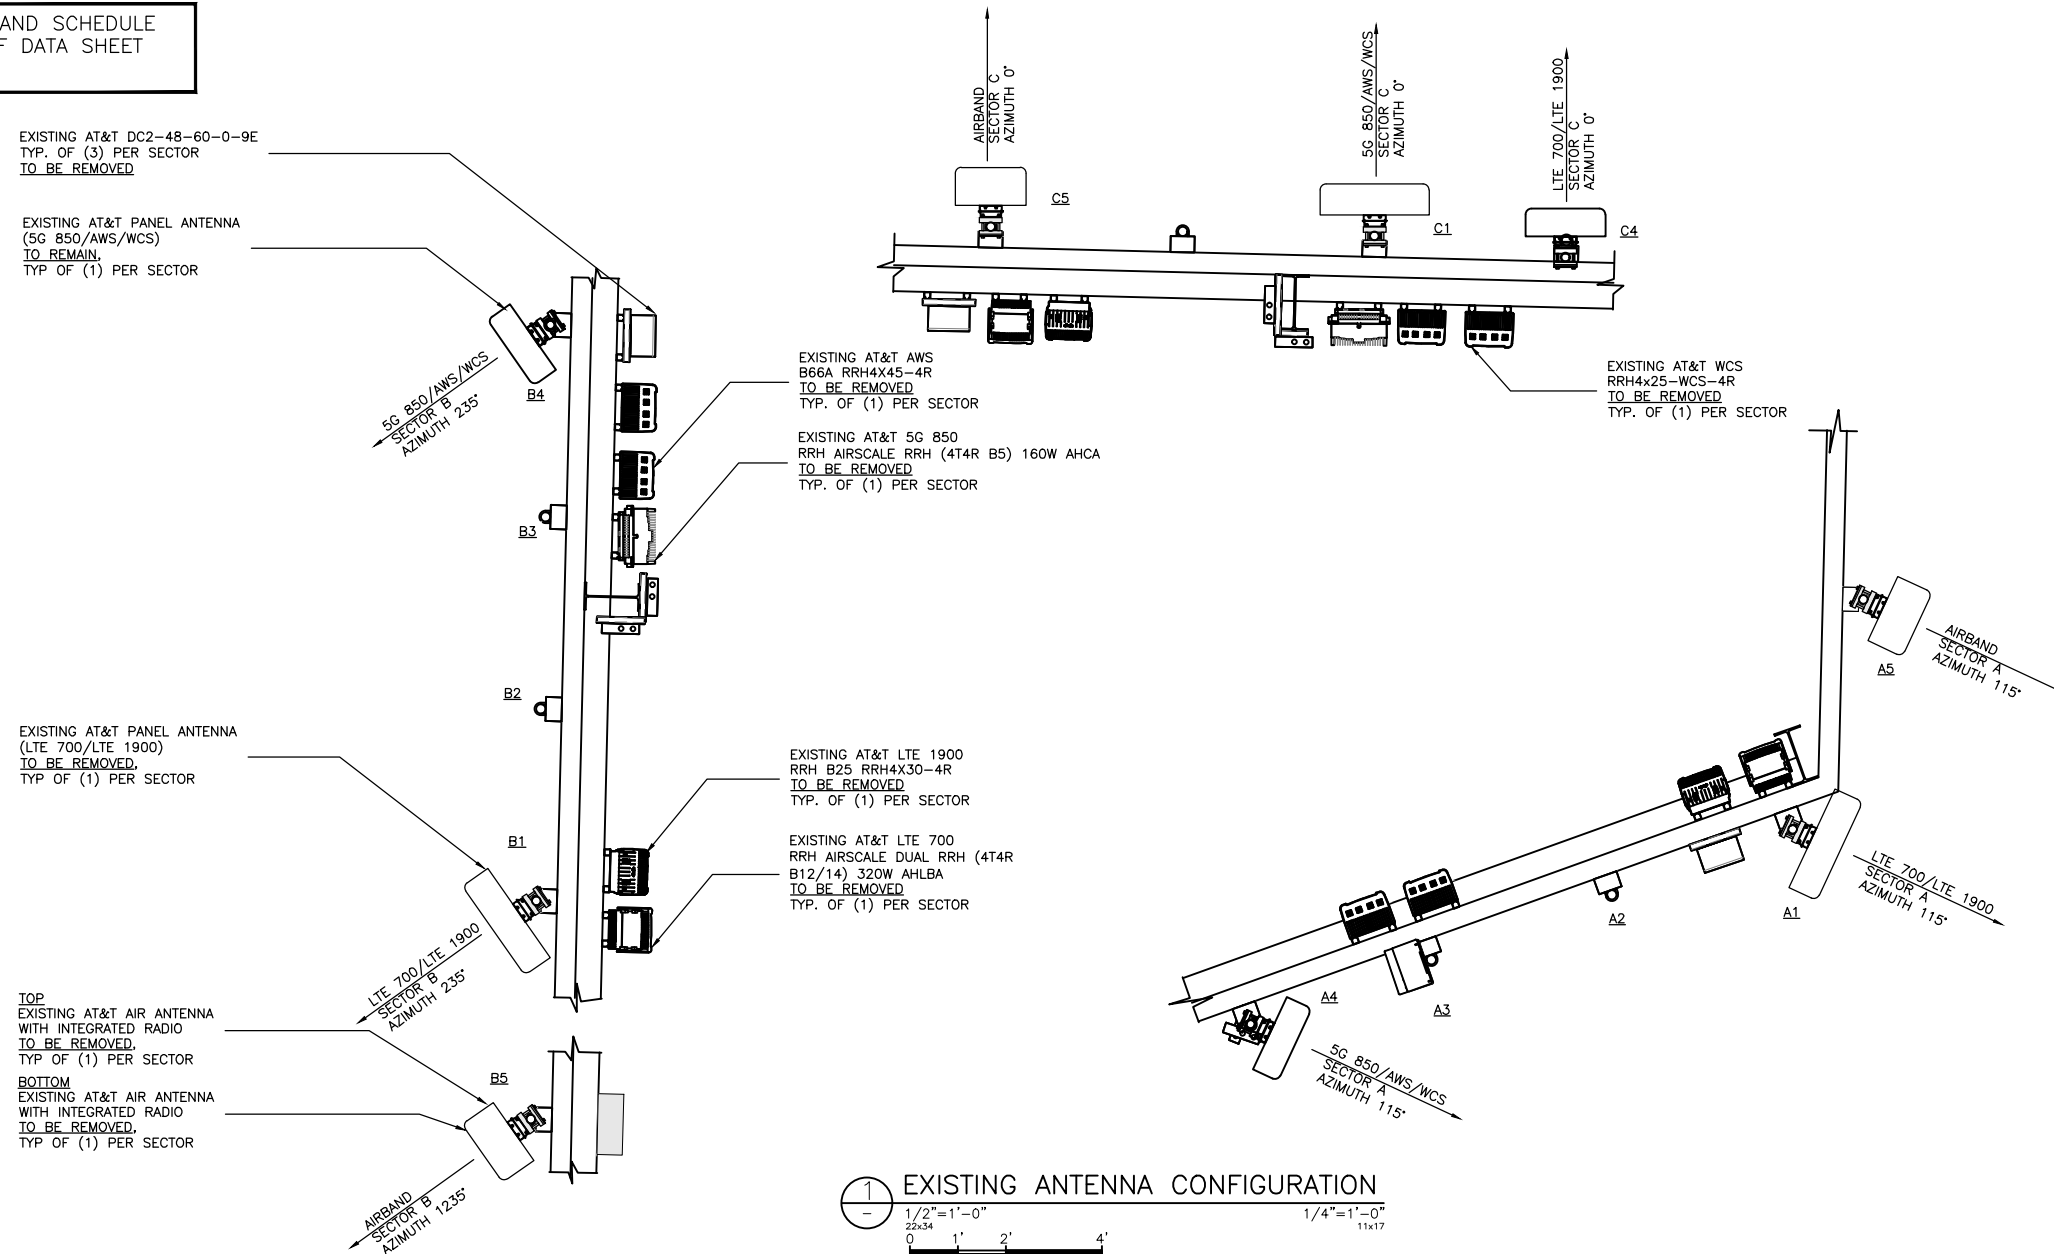 AND SCHEDULE
F DATA SHEET
EXISTING AT&T DC2-48-60-0-9E
TYP. OF (3) PER SECTOR
TO BE REMOVED
EXISTING AT&T PANEL ANTENNA
(5G 850/AWS/WCS)
TO REMAIN,
TYP OF (1) PER SECTOR
5G 850/AWS/WCS
SECTOR B
AZIMUTH 235°
B4
B3
B2
B1
EXISTING AT&T AWS
B66A RRH4X45-4R
TO BE REMOVED
TYP. OF (1) PER SECTOR
EXISTING AT&T 5G 850
RRH AIRSCALE RRH (4T4R B5) 160W AHCA
TO BE REMOVED
TYP. OF (1) PER SECTOR
AIRBAND
SECTOR C
AZIMUTH 0°
C5
5G 850/AWS/WCS
SECTOR C
AZIMUTH 0°
C1
LTE 700/LTE 1900
SECTOR C
AZIMUTH 0°
C4
EXISTING AT&T WCS
RRH4x25-WCS-4R
TO BE REMOVED
TYP. OF (1) PER SECTOR
EXISTING AT&T PANEL ANTENNA
(LTE 700/LTE 1900)
TO BE REMOVED,
TYP OF (1) PER SECTOR
EXISTING AT&T LTE 1900
RRH B25 RRH4X30-4R
TO BE REMOVED
TYP. OF (1) PER SECTOR
EXISTING AT&T LTE 700
RRH AIRSCALE DUAL RRH (4T4R
B12/14) 320W AHLBA
TO BE REMOVED
TYP. OF (1) PER SECTOR
LTE 700/LTE 1900
SECTOR B
AZIMUTH 235°
TOP
EXISTING AT&T AIR ANTENNA
WITH INTEGRATED RADIO
TO BE REMOVED,
TYP OF (1) PER SECTOR
BOTTOM
EXISTING AT&T AIR ANTENNA
WITH INTEGRATED RADIO
TO BE REMOVED,
TYP OF (1) PER SECTOR
B5
AIRBAND
SECTOR B
AZIMUTH 1235°
AIRBAND
SECTOR A
AZIMUTH 115°
A5
LTE 700/LTE 1900
SECTOR A
AZIMUTH 115°
A1
A2
A3
A4
5G 850/AWS/WCS
SECTOR A
AZIMUTH 115°
1
-
EXISTING ANTENNA CONFIGURATION
1/2"=1'-0"
22x34
1/4"=1'-0"
11x17
0 1' 2' 4'